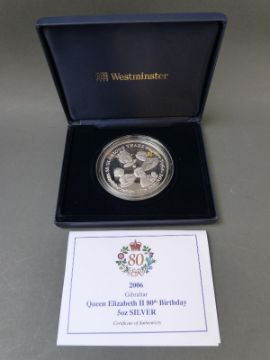 Westminster
80
2006
Gibraltar
Queen Elizabeth II 80th Birthday
5oz SILVER
Certificate of Authenticity